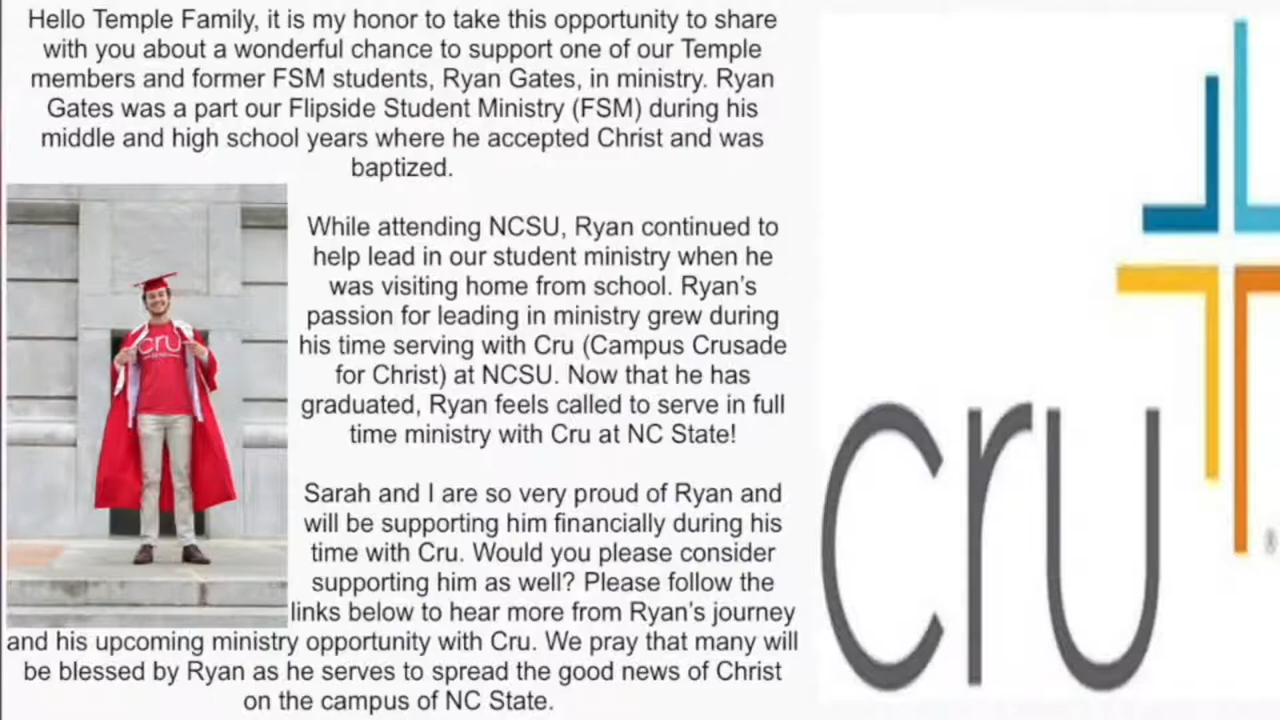 Hello Temple Family, it is my honor to take this opportunity to share
with you about a wonderful chance to support one of our Temple
members and former FSM students, Ryan Gates, in ministry. Ryan
Gates was a part our Flipside Student Ministry (FSM) during his
middle and high school years where he accepted Christ and was
baptized.
While attending NCSU, Ryan continued to
help lead in our student ministry when he
was visiting home from school. Ryan's
passion for leading in ministry grew during
his time serving with Cru (Campus Crusade
for Christ) at NCSU. Now that he has
graduated, Ryan feels called to serve in full
time ministry with Cru at NC State!
Sarah and I are so very proud of Ryan and
will be supporting him financially during his
time with Cru. Would you please consider
supporting him as well? Please follow the
links below to hear more from Ryan's journey
and his upcoming ministry opportunity with Cru. We pray that many will
be blessed by Ryan as he serves to spread the good news of Christ
on the campus of NC State.
cru
cru
®